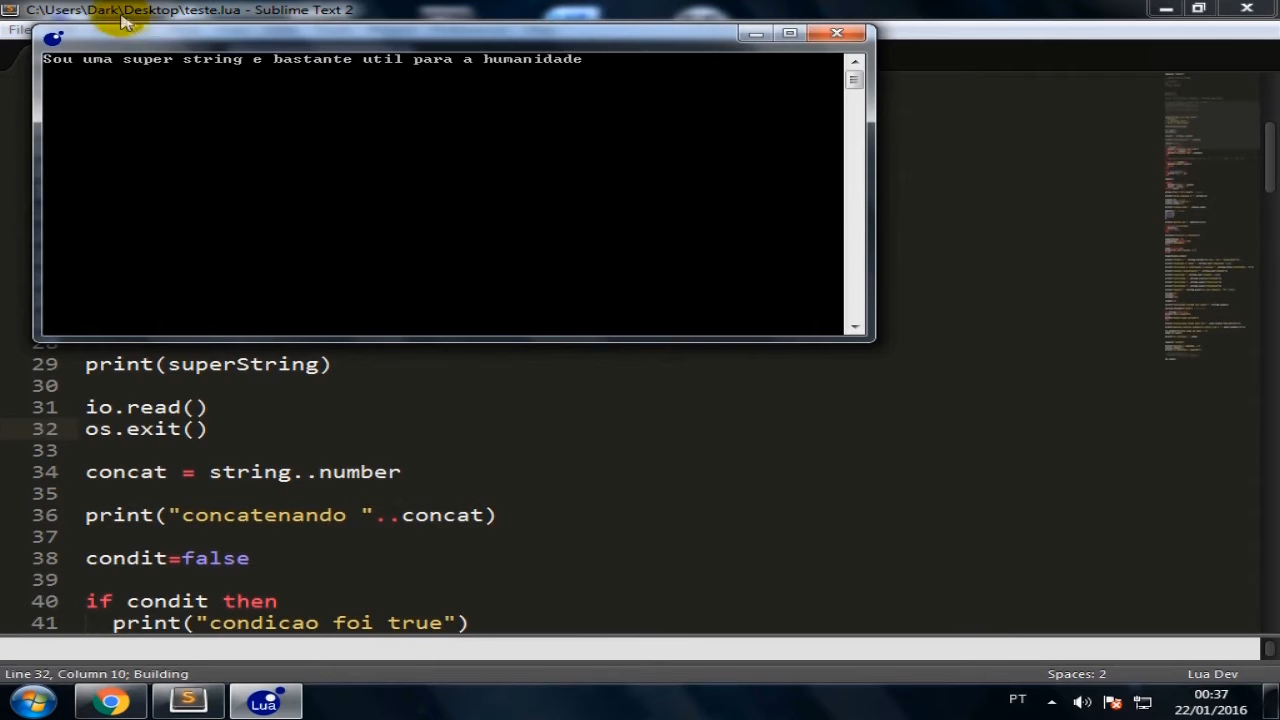 C:\Users\Dark\Desktop\teste.lua - Sublime Text 2
File
Sou uma super string e bastante util para a humanidade
28
29 print(superString)
30
31 io.read()
32 os.exit()
33
34 concat = string..number
35
36 print("concatenando "..concat)
37
38 condit=false
39
40 if condit then
41 print("condicao foi true")
Line 32, Column 10; Building
Spaces: 2
Lua Dev
Lua
PT
00:37
22/01/2016